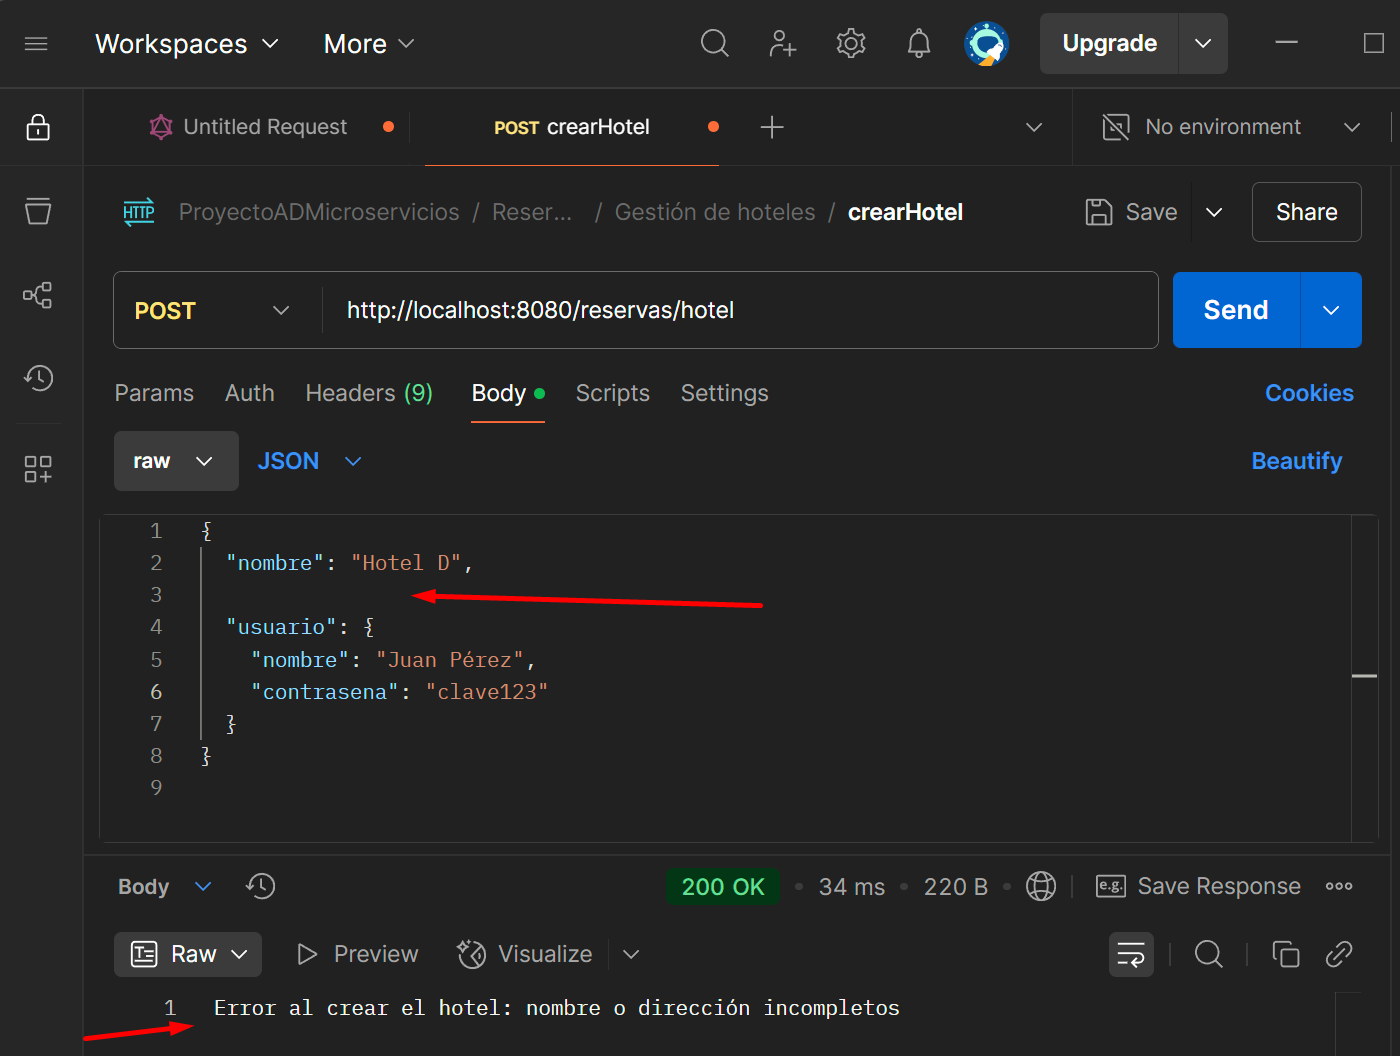 Workspaces More Upgrade
Untitled Request POST crearHotel No environment
HTTP ProyectoADMicroservicios / Reser... / Gestión de hoteles / crearHotel Save Share
POST http://localhost:8080/reservas/hotel Send
Params Auth Headers (9) Body Scripts Settings Cookies
raw JSON Beautify
1 {
2 "nombre": "Hotel D",
3
4 "usuario": {
5 "nombre": "Juan Pérez",
6 "contrasena": "clave123"
7 }
8 }
9
Body 200 OK 34 ms 220 B e.g. Save Response
Raw Preview Visualize
1 Error al crear el hotel: nombre o dirección incompletos